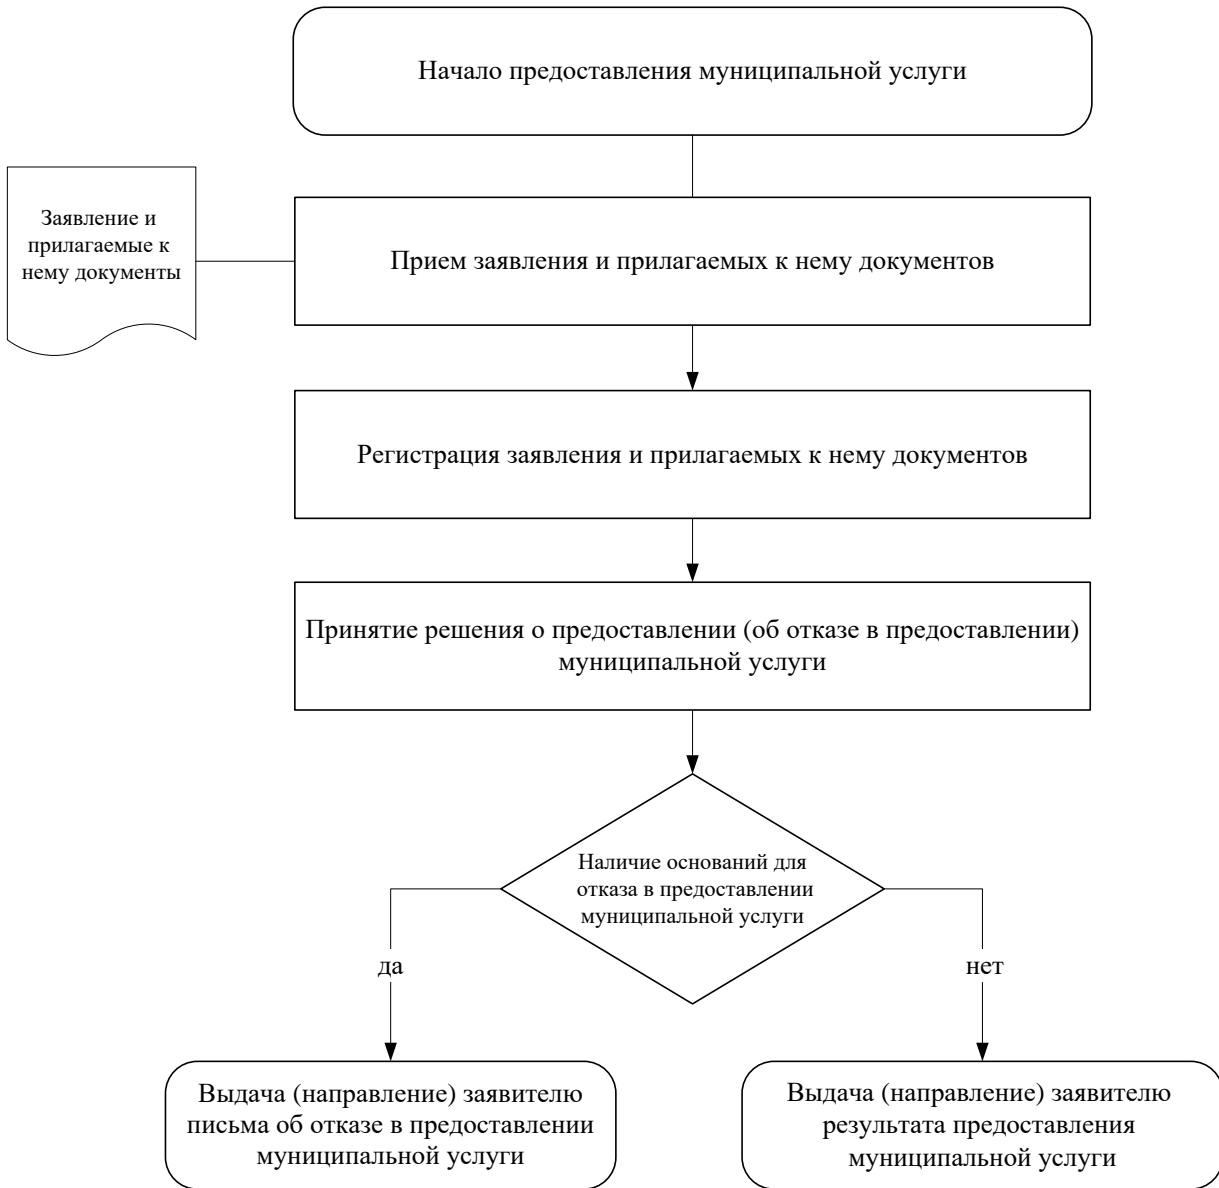 Начало предоставления муниципальной услуги
Заявление и
прилагаемые к
нему документы
Прием заявления и прилагаемых к нему документов
Регистрация заявления и прилагаемых к нему документов
Принятие решения о предоставлении (об отказе в предоставлении)
муниципальной услуги
Наличие оснований для
отказа в предоставлении
муниципальной услуги
да
нет
Выдача (направление) заявителю
письма об отказе в предоставлении
муниципальной услуги
Выдача (направление) заявителю
результата предоставления
муниципальной услуги